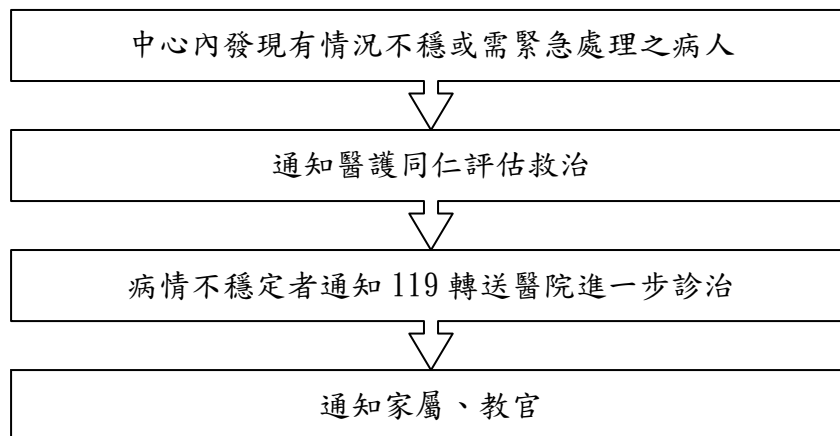 中心內發現有情況不穩或需緊急處理之病人
通知醫護同仁評估救治
病情不穩定者通知 119 轉送醫院進一步診治
通知家屬、教官